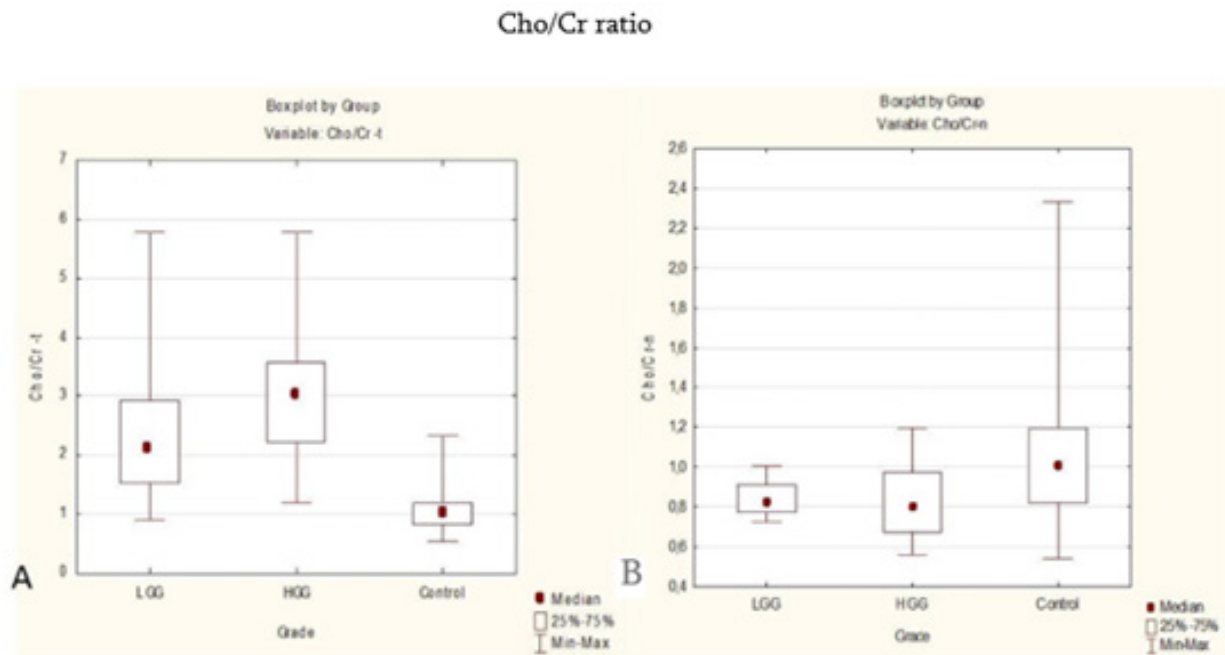 Cho/Cr ratio
Boxplot by Group
Variable: Cho/Cr -t
7
6
5
4
3
2
1
0
Cho/Cr -t
LGG
HGG
Control
Grade
A
Median
25%-75%
Min-Max
Boxplot by Group
Variable: Cho/Cr-n
2,6
2,4
2,2
2,0
1,8
1,6
1,4
1,2
1,0
0,8
0,6
0,4
Cho/Cr-n
LGG
HGG
Control
Grade
B
Median
25%-75%
Min-Max